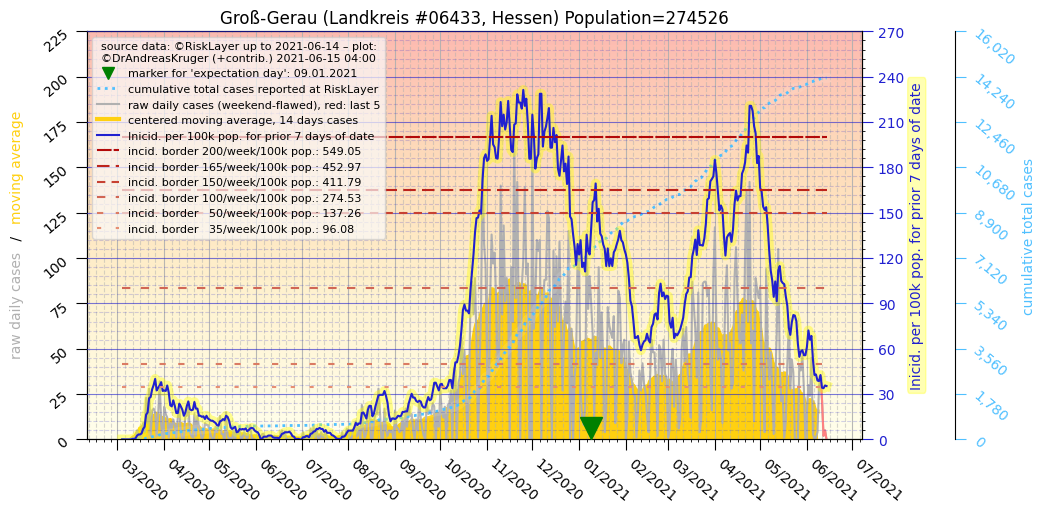 Groß-Gerau (Landkreis #06433, Hessen) Population=274526
source data: ©RiskLayer up to 2021-06-14 – plot:
©DrAndreasKruger (+contrib.) 2021-06-15 04:00
marker for 'expectation day': 09.01.2021
cumulative total cases reported at RiskLayer
raw daily cases (weekend-flawed), red: last 5
centered moving average, 14 days cases
Inicid. per 100k pop. for prior 7 days of date
incid. border 200/week/100k pop.: 549.05
incid. border 165/week/100k pop.: 452.97
incid. border 150/week/100k pop.: 411.79
incid. border 100/week/100k pop.: 274.53
incid. border   50/week/100k pop.: 137.26
incid. border   35/week/100k pop.: 96.08
raw daily cases   /   moving average
225
200
175
150
125
100
75
50
25
0
270
240
210
180
150
120
90
60
30
0
Inicid. per 100k pop. for prior 7 days of date
16,020
14,240
12,460
10,680
8,900
7,120
5,340
3,560
1,780
0
cumulative total cases
03/2020
04/2020
05/2020
06/2020
07/2020
08/2020
09/2020
10/2020
11/2020
12/2020
01/2021
02/2021
03/2021
04/2021
05/2021
06/2021
07/2021